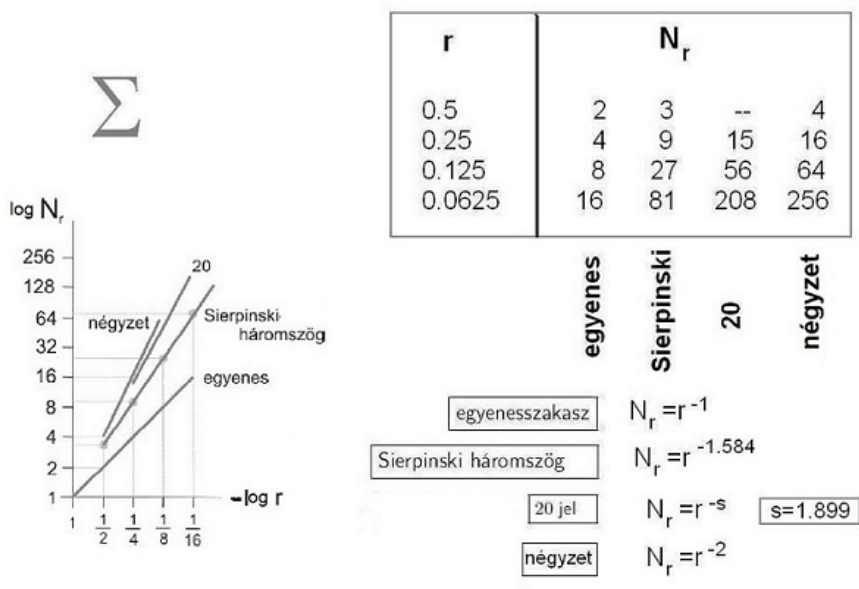 Σ
r N_r
0.5 2 3 -- 4
0.25 4 9 15 16
0.125 8 27 56 64
0.0625 16 81 208 256
egyenes
Sierpinski
20
négyzet
log N_r
256
128
64
32
16
8
4
2
1
20
négyzet
Sierpinski-
háromszög
egyenes
-log r
1 1/2 1/4 1/8 1/16
egyenesszakasz N_r =r^-1
Sierpinski háromszög N_r =r^-1.584
20 jel N_r =r^-s s=1.899
négyzet N_r =r^-2